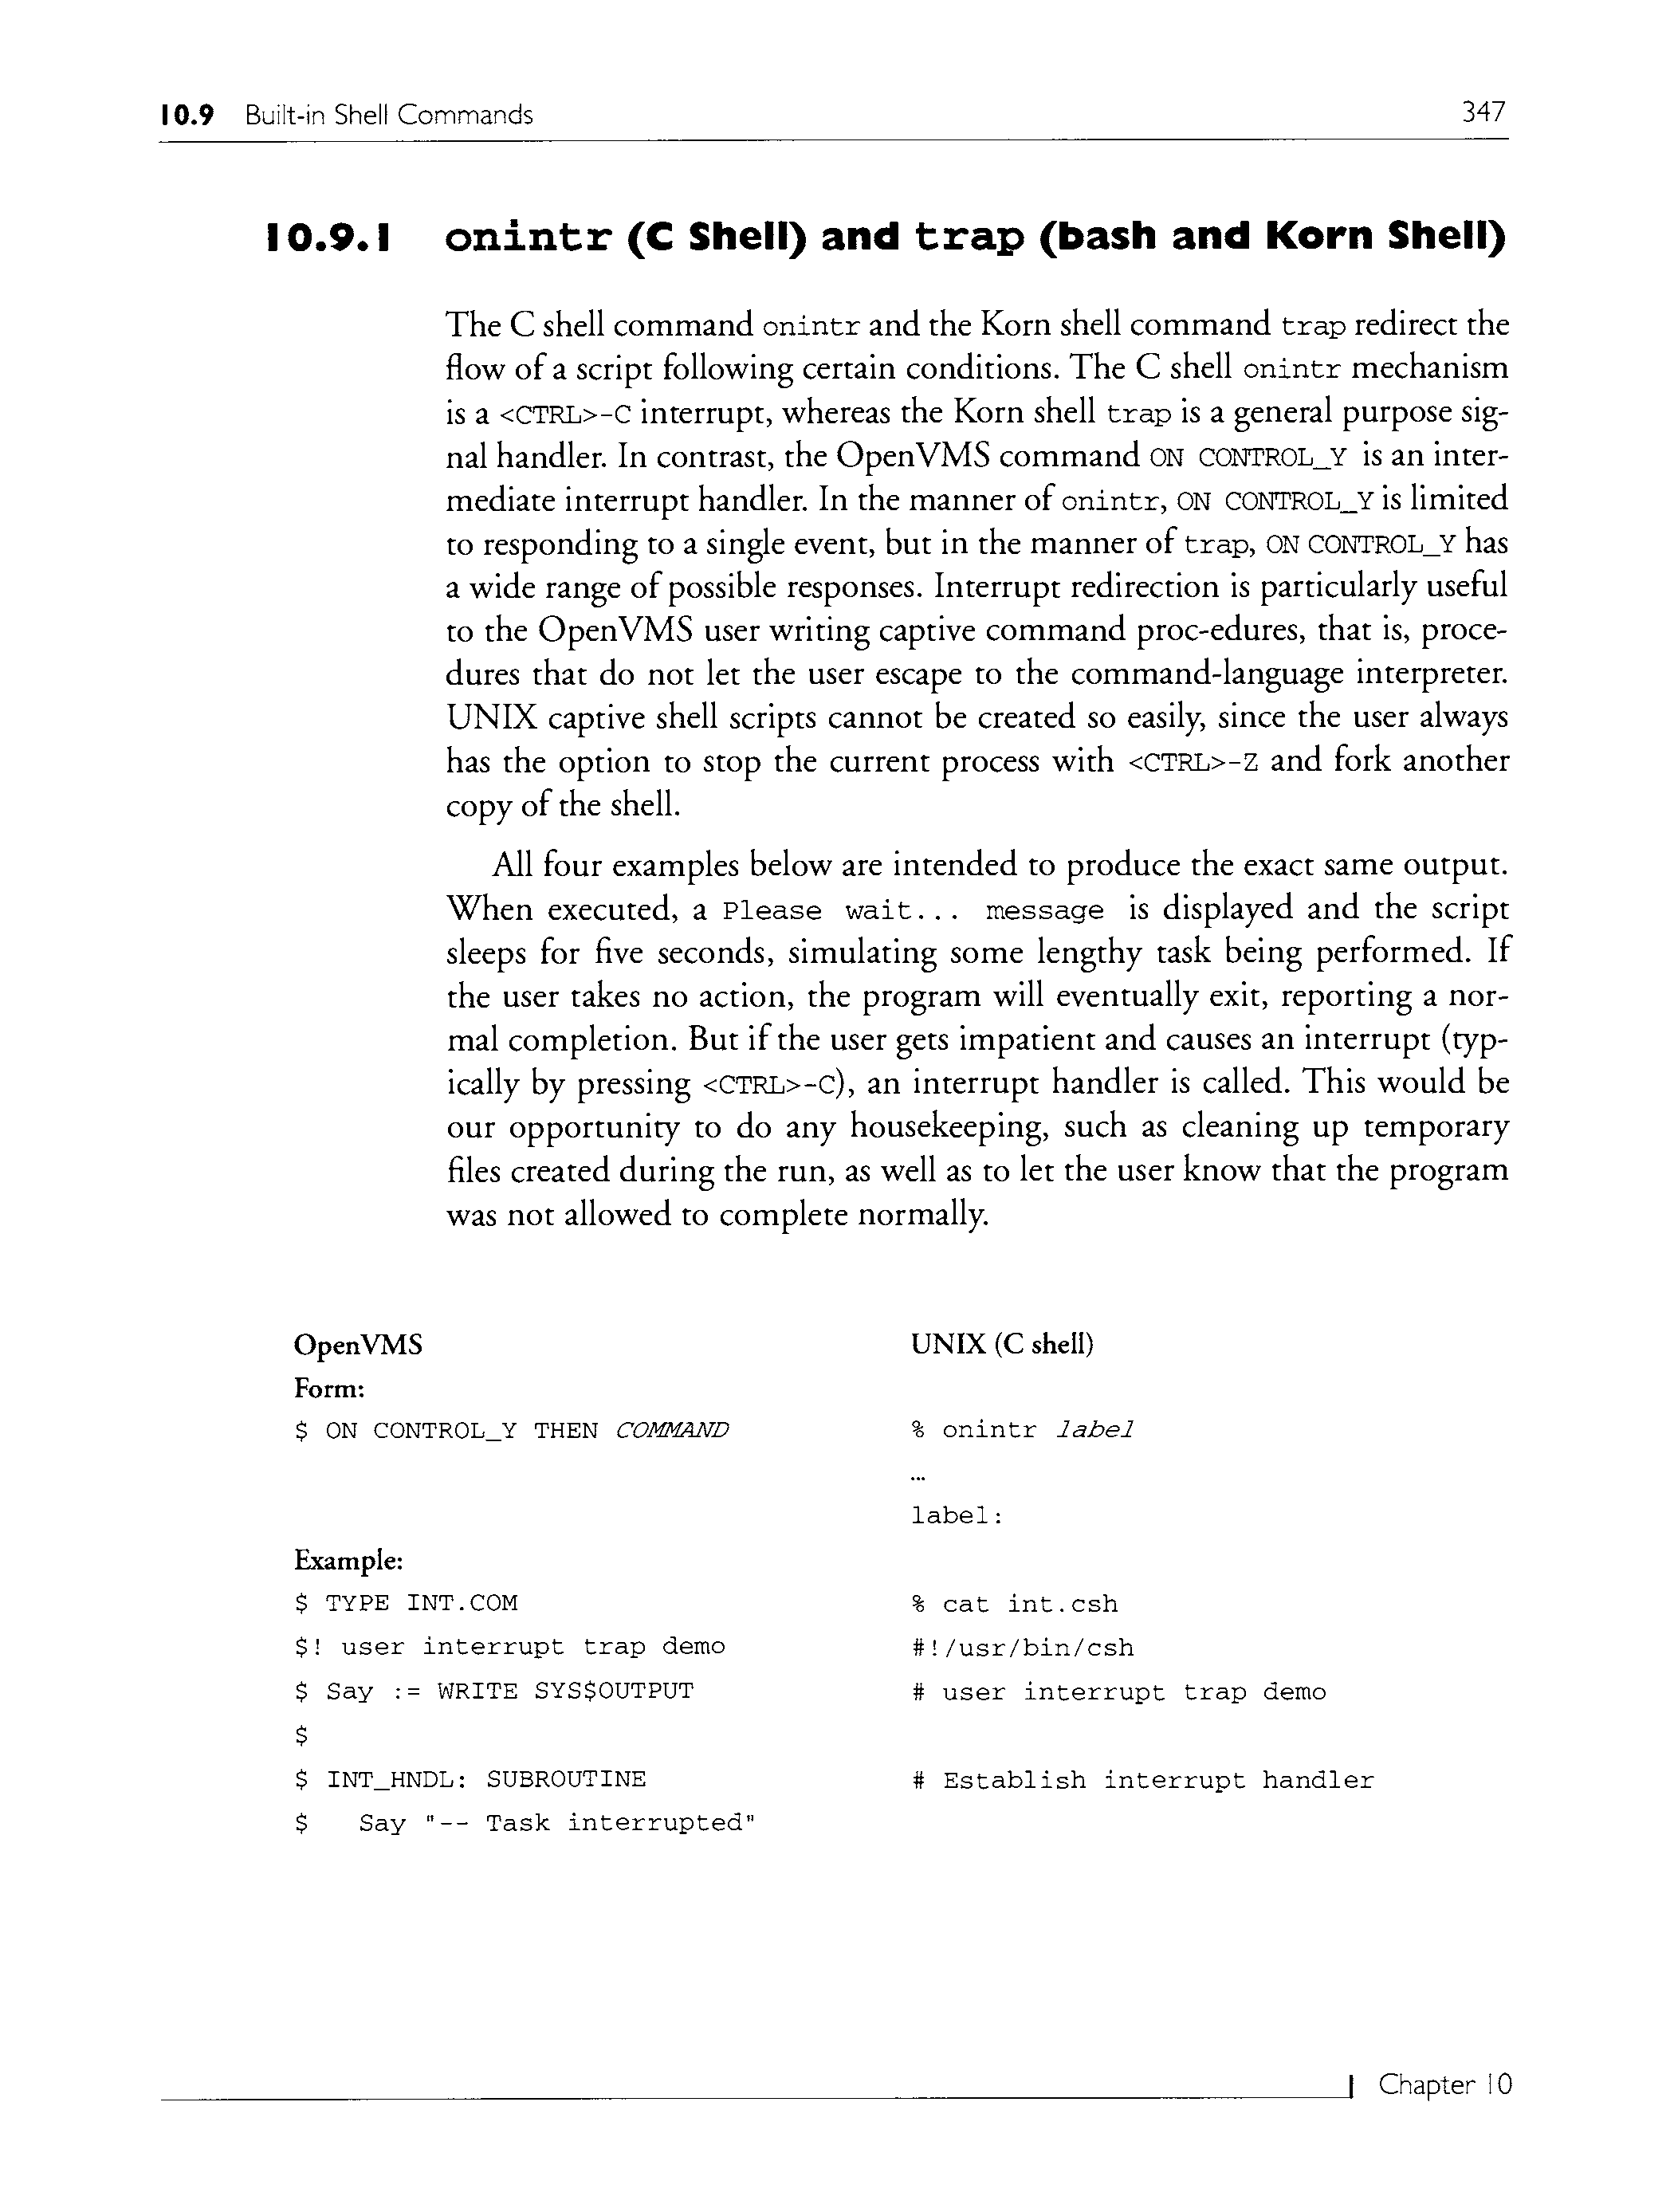 10.9 Built-in Shell Commands 347
10.9.1 onintr (C Shell) and trap (bash and Korn Shell)
The C shell command onintr and the Korn shell command trap redirect the
flow of a script following certain conditions. The C shell onintr mechanism
is a <CTRL>-C interrupt, whereas the Korn shell trap is a general purpose sig-
nal handler. In contrast, the OpenVMS command ON CONTROL_Y is an inter-
mediate interrupt handler. In the manner of onintr, ON CONTROL_Y is limited
to responding to a single event, but in the manner of trap, ON CONTROL_Y has
a wide range of possible responses. Interrupt redirection is particularly useful
to the OpenVMS user writing captive command proc-edures, that is, proce-
dures that do not let the user escape to the command-language interpreter.
UNIX captive shell scripts cannot be created so easily, since the user always
has the option to stop the current process with <CTRL>-Z and fork another
copy of the shell.
All four examples below are intended to produce the exact same output.
When executed, a Please wait... message is displayed and the script
sleeps for five seconds, simulating some lengthy task being performed. If
the user takes no action, the program will eventually exit, reporting a nor-
mal completion. But if the user gets impatient and causes an interrupt (typ-
ically by pressing <CTRL>-C), an interrupt handler is called. This would be
our opportunity to do any housekeeping, such as cleaning up temporary
files created during the run, as well as to let the user know that the program
was not allowed to complete normally.
OpenVMS UNIX (C shell)
Form:
$ ON CONTROL_Y THEN COMMAND % onintr label
...
label:
Example:
$ TYPE INT.COM % cat int.csh
$! user interrupt trap demo #!/usr/bin/csh
$ Say := WRITE SYS$OUTPUT # user interrupt trap demo
$
$ INT_HNDL: SUBROUTINE # Establish interrupt handler
$ Say "-- Task interrupted"
Chapter 10